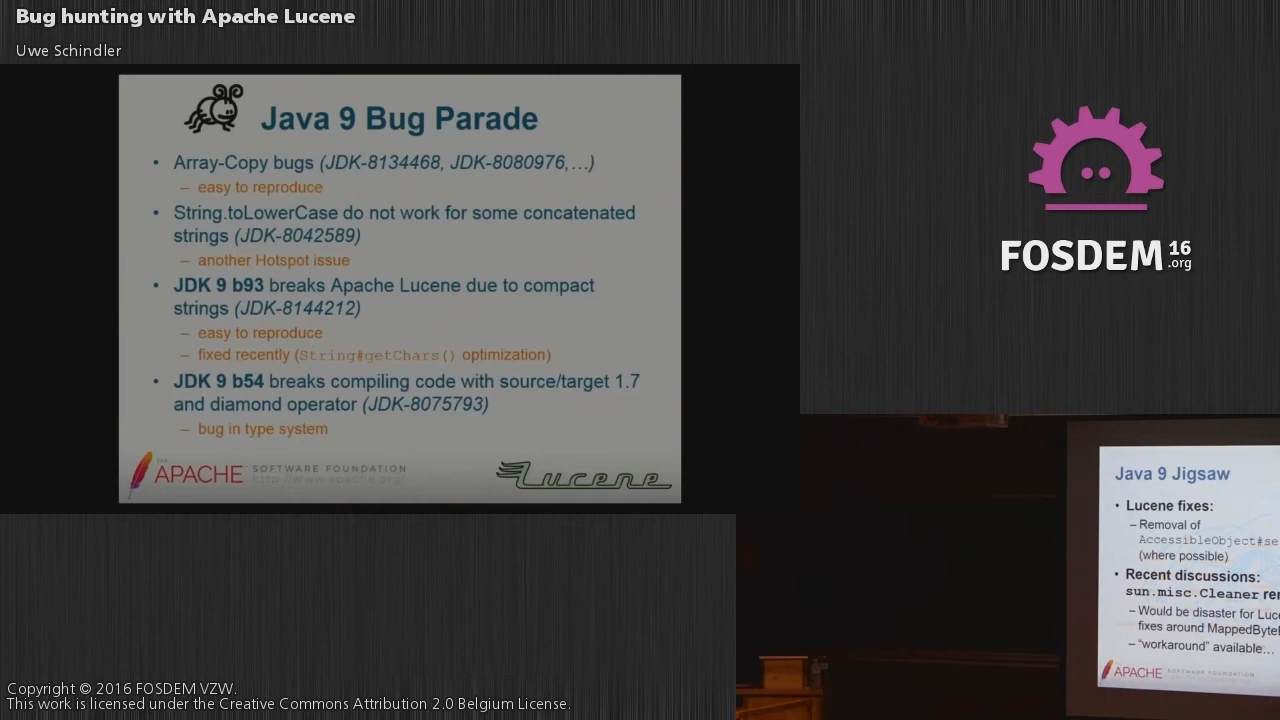 Bug hunting with Apache Lucene
Uwe Schindler
Java 9 Bug Parade
• Array-Copy bugs (JDK-8134468, JDK-8080976,…)
– easy to reproduce
• String.toLowerCase do not work for some concatenated
strings (JDK-8042589)
– another Hotspot issue
• JDK 9 b93 breaks Apache Lucene due to compact
strings (JDK-8144212)
– easy to reproduce
– fixed recently (String#getChars() optimization)
• JDK 9 b54 breaks compiling code with source/target 1.7
and diamond operator (JDK-8075793)
– bug in type system
THE
APACHE SOFTWARE FOUNDATION
http://www.apache.org/
Lucene
FOSDEM 16
.org
Java 9 Jigsaw
• Lucene fixes:
– Removal of
AccessibleObject#se
(where possible)
• Recent discussions:
sun.misc.Cleaner re
– Would be disaster for Luce
fixes around MappedByte
– "workaround" available…
APACHE SOFTWARE FOUNDATION
Copyright © 2016 FOSDEM VZW.
This work is licensed under the Creative Commons Attribution 2.0 Belgium License.